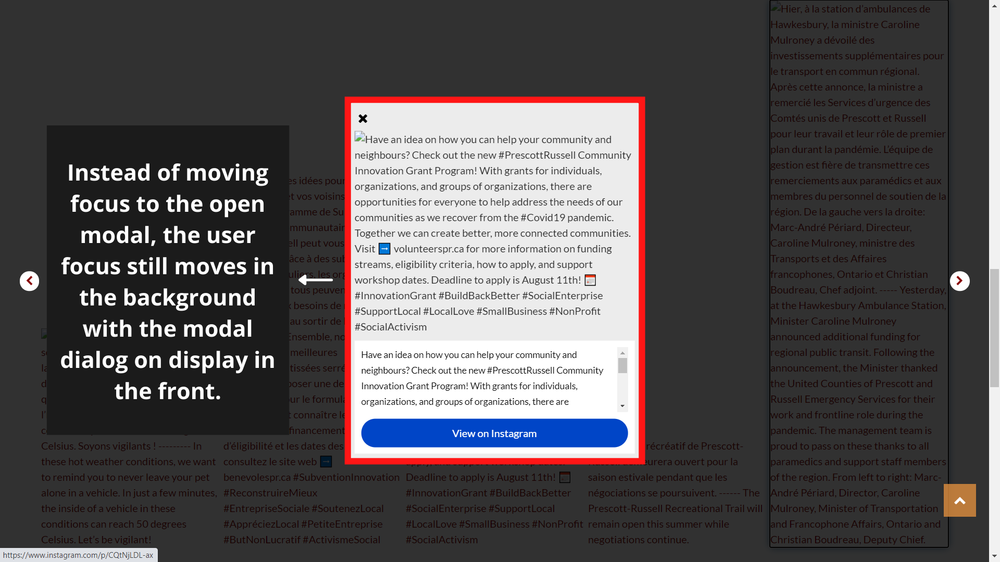 Instead of moving
focus to the open
modal, the user
focus still moves in
the background
with the modal
dialog on display in
the front.
Have an idea on how you can help your community and
neighbours? Check out the new #PrescottRussell Community
Innovation Grant Program! With grants for individuals,
organizations, and groups of organizations, there are
opportunities for everyone to help address the needs of our
communities as we recover from the #Covid19 pandemic.
Together we can create better, more connected communities.
Visit ➡ volunteerspr.ca for more information on funding
streams, eligibility criteria, how to apply, and support
workshop dates. Deadline to apply is August 11th! 📅
#InnovationGrant #BuildBackBetter #SocialEnterprise
#SupportLocal #LocalLove #SmallBusiness #NonProfit
#SocialActivism
Have an idea on how you can help your community and
neighbours? Check out the new #PrescottRussell Community
Innovation Grant Program! With grants for individuals,
organizations, and groups of organizations, there are
View on Instagram
Celsius. Soyons vigilants ! --------- In
these hot weather conditions, we want
to remind you to never leave your pet
alone in a vehicle. In just a few minutes,
the inside of a vehicle in these
conditions can reach 50 degrees
Celsius. Let's be vigilant!
es idées pour
et vos voisins
amme de Su
mmunautair
ell peut vous
âce à des sub
uliers, les org
tous peuven
x besoins de
au sortir de l
Ensemble, no
meilleures
tissées serré
poser une de
ur le formula
t connaître le
financement
d'éligibilité et les dates des
consultez le site web ➡
benevolespr.ca #SubventionInnovation
#ReconstruireMieux
#EntrepriseSociale #SoutenezLocal
#AppréciezLocal #PetiteEntreprise
#ButNonLucratif #ActivismeSocial
Deadline to apply is August 11th! 📅
#InnovationGrant #BuildBackBetter
#SocialEnterprise #SupportLocal
#LocalLove #SmallBusiness #NonProfit
#SocialActivism
récréatif de Prescott-
Russell demeurera ouvert pour la
saison estivale pendant que les
négociations se poursuivent. ------ The
Prescott-Russell Recreational Trail will
remain open this summer while
negotiations continue.
Hier, à la station d'ambulances de
Hawkesbury, la ministre Caroline
Mulroney a dévoilé des
investissements supplémentaires pour
le transport en commun régional.
Après cette annonce, la ministre a
remercié les Services d'urgence des
Comtés unis de Prescott et Russell
pour leur travail et leur rôle de premier
plan durant la pandémie. L'équipe de
gestion est fière de transmettre ces
remerciements aux paramédics et aux
membres du personnel de soutien de la
région. De la gauche vers la droite:
Marc-André Périard, Directeur,
Caroline Mulroney, ministre des
Transports et des Affaires
francophones, Ontario et Christian
Boudreau, Chef adjoint. ----- Yesterday,
at the Hawkesbury Ambulance Station,
Minister Caroline Mulroney
announced additional funding for
regional public transit. Following the
announcement, the Minister thanked
the United Counties of Prescott and
Russell Emergency Services for their
work and frontline role during the
pandemic. The management team is
proud to pass on these thanks to all
paramedics and support staff members
of the region. From left to right: Marc-
André Périard, Director, Caroline
Mulroney, Minister of Transportation
and Francophone Affairs, Ontario and
Christian Boudreau, Deputy Chief.
https://www.instagram.com/p/CQtNjLDL-ax